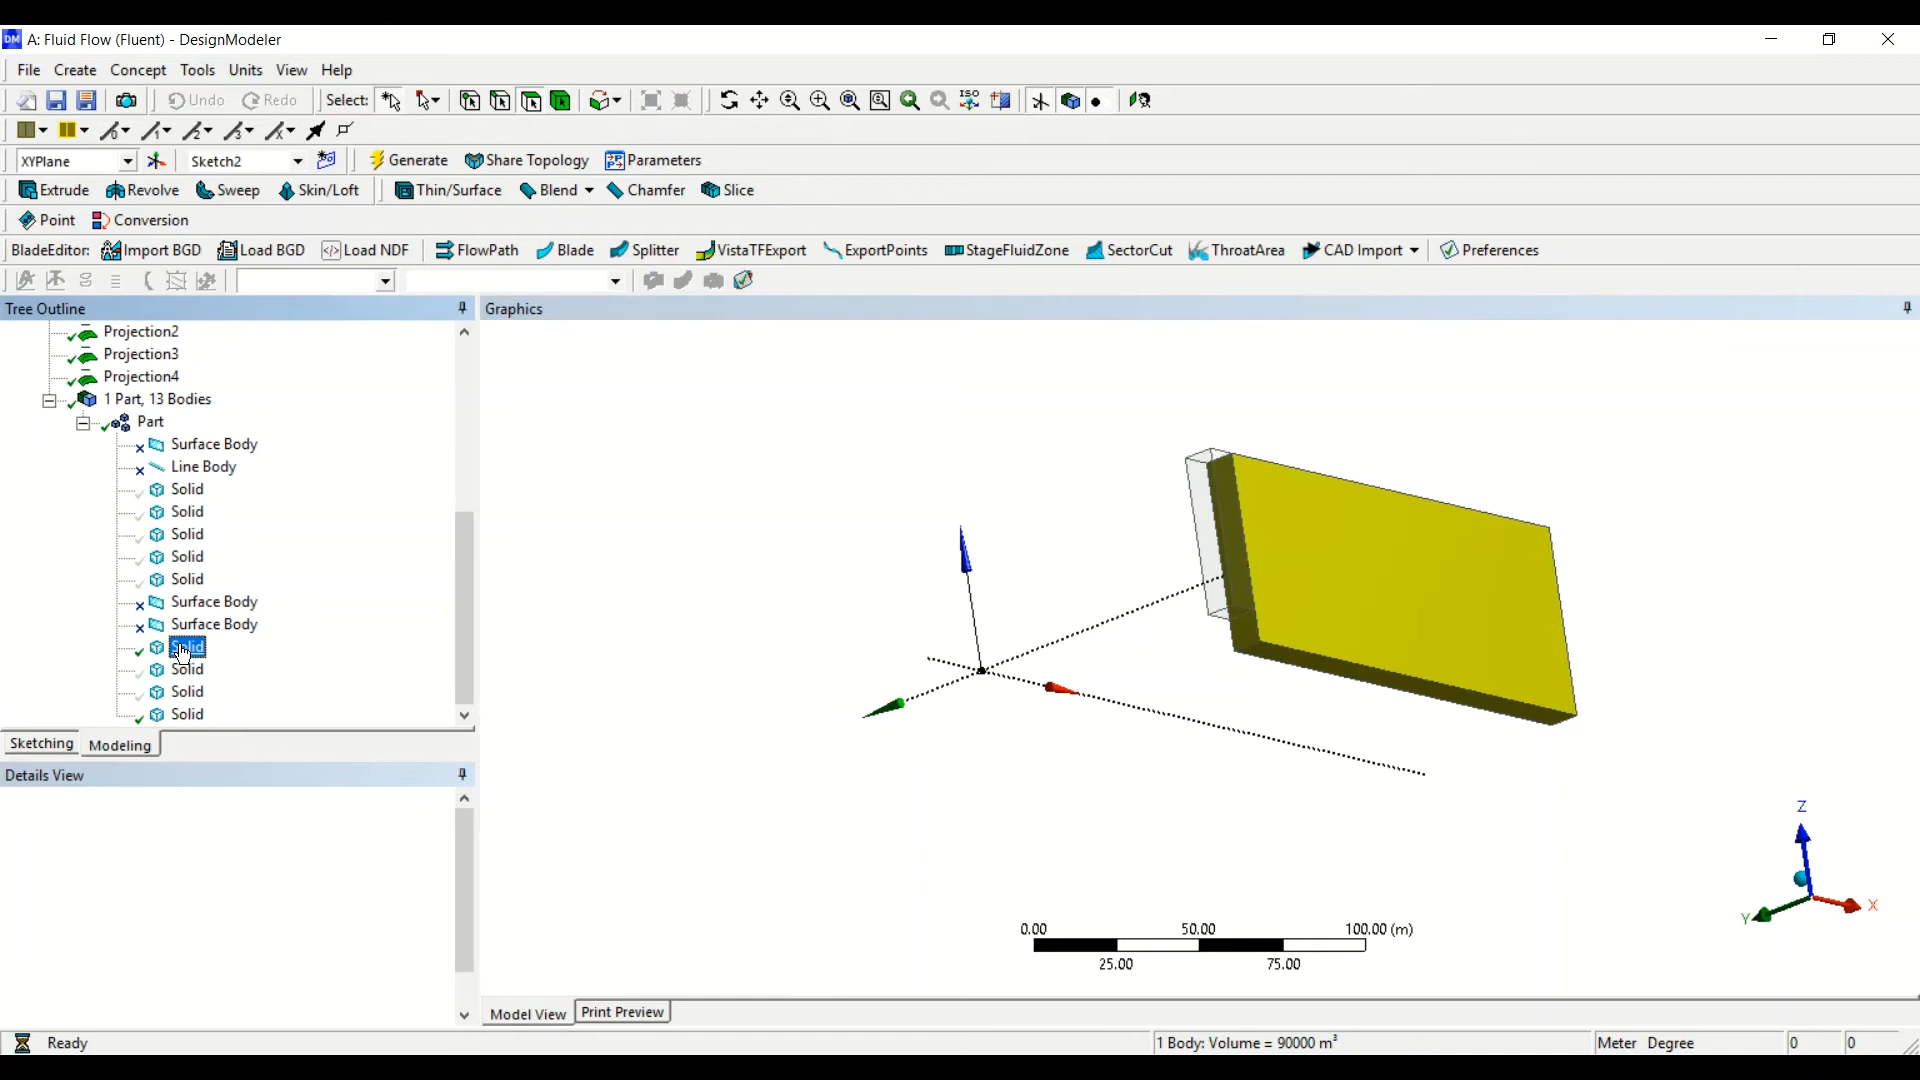 DM A: Fluid Flow (Fluent) - DesignModeler
File Create Concept Tools Units View Help
Undo Redo Select: ISO
XYPlane Sketch2 Generate Share Topology Parameters
Extrude Revolve Sweep Skin/Loft Thin/Surface Blend Chamfer Slice
Point Conversion
BladeEditor: Import BGD Load BGD Load NDF FlowPath Blade Splitter VistaTFExport ExportPoints StageFluidZone SectorCut ThroatArea CAD Import Preferences
Tree Outline
Graphics
Projection2
Projection3
Projection4
1 Part, 13 Bodies
Part
Surface Body
Line Body
Solid
Solid
Solid
Solid
Solid
Surface Body
Surface Body
Solid
Solid
Solid
Solid
Sketching Modeling
Details View
Z
Y
X
0.00 50.00 100.00 (m)
25.00 75.00
Model View Print Preview
Ready 1 Body: Volume = 90000 m³ Meter Degree 0 0